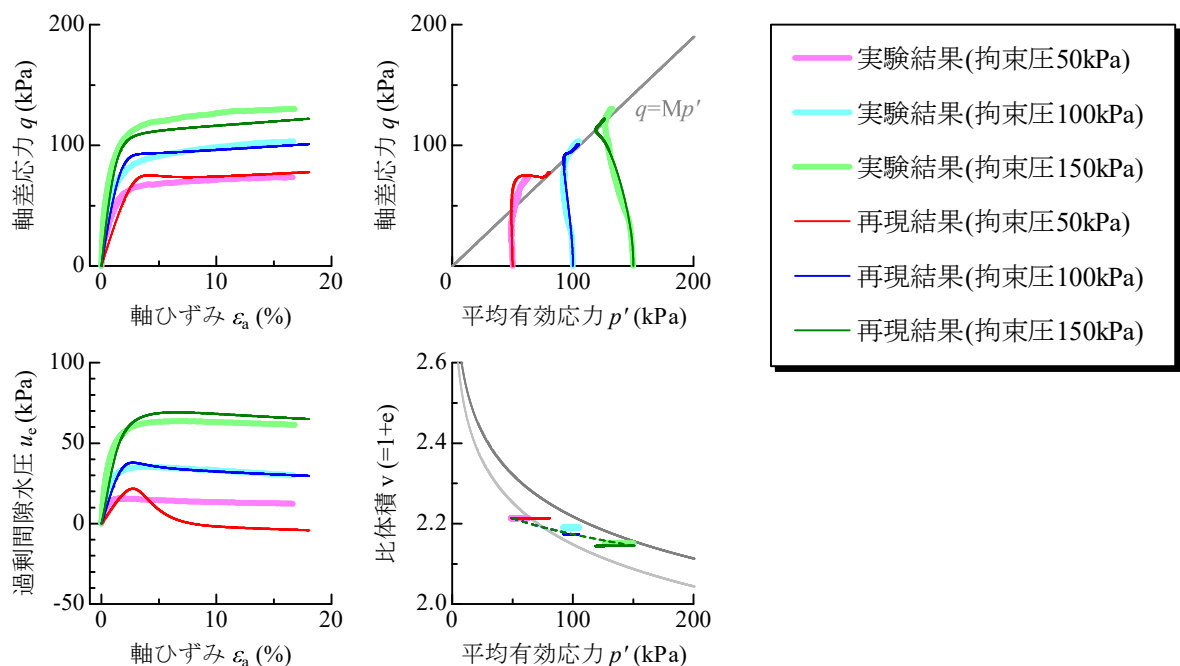 200
100
0
軸差応力 q (kPa)
0
10
20
軸ひずみ εa (%)
200
100
0
軸差応力 q (kPa)
q=Mp′
0
100
200
平均有効応力 p′ (kPa)
実験結果(拘束圧50kPa)
実験結果(拘束圧100kPa)
実験結果(拘束圧150kPa)
再現結果(拘束圧50kPa)
再現結果(拘束圧100kPa)
再現結果(拘束圧150kPa)
100
50
0
-50
過剰間隙水圧 ue (kPa)
0
10
20
軸ひずみ εa (%)
2.6
2.4
2.2
2.0
比体積 v (=1+e)
0
100
200
平均有効応力 p′ (kPa)